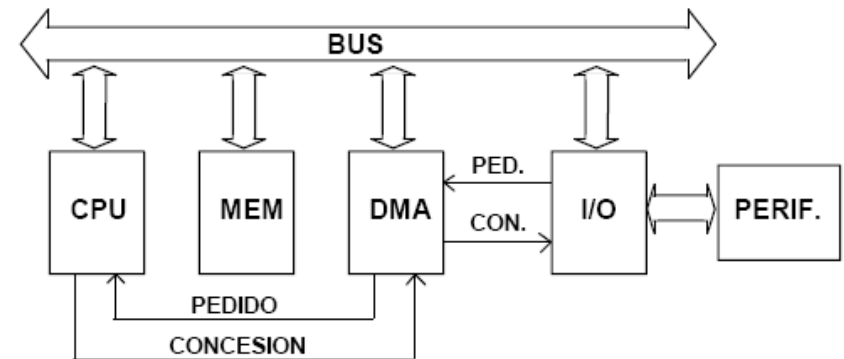 BUS
CPU
MEM
DMA
PED.
CON.
I/O
PERIF.
PEDIDO
CONCESION